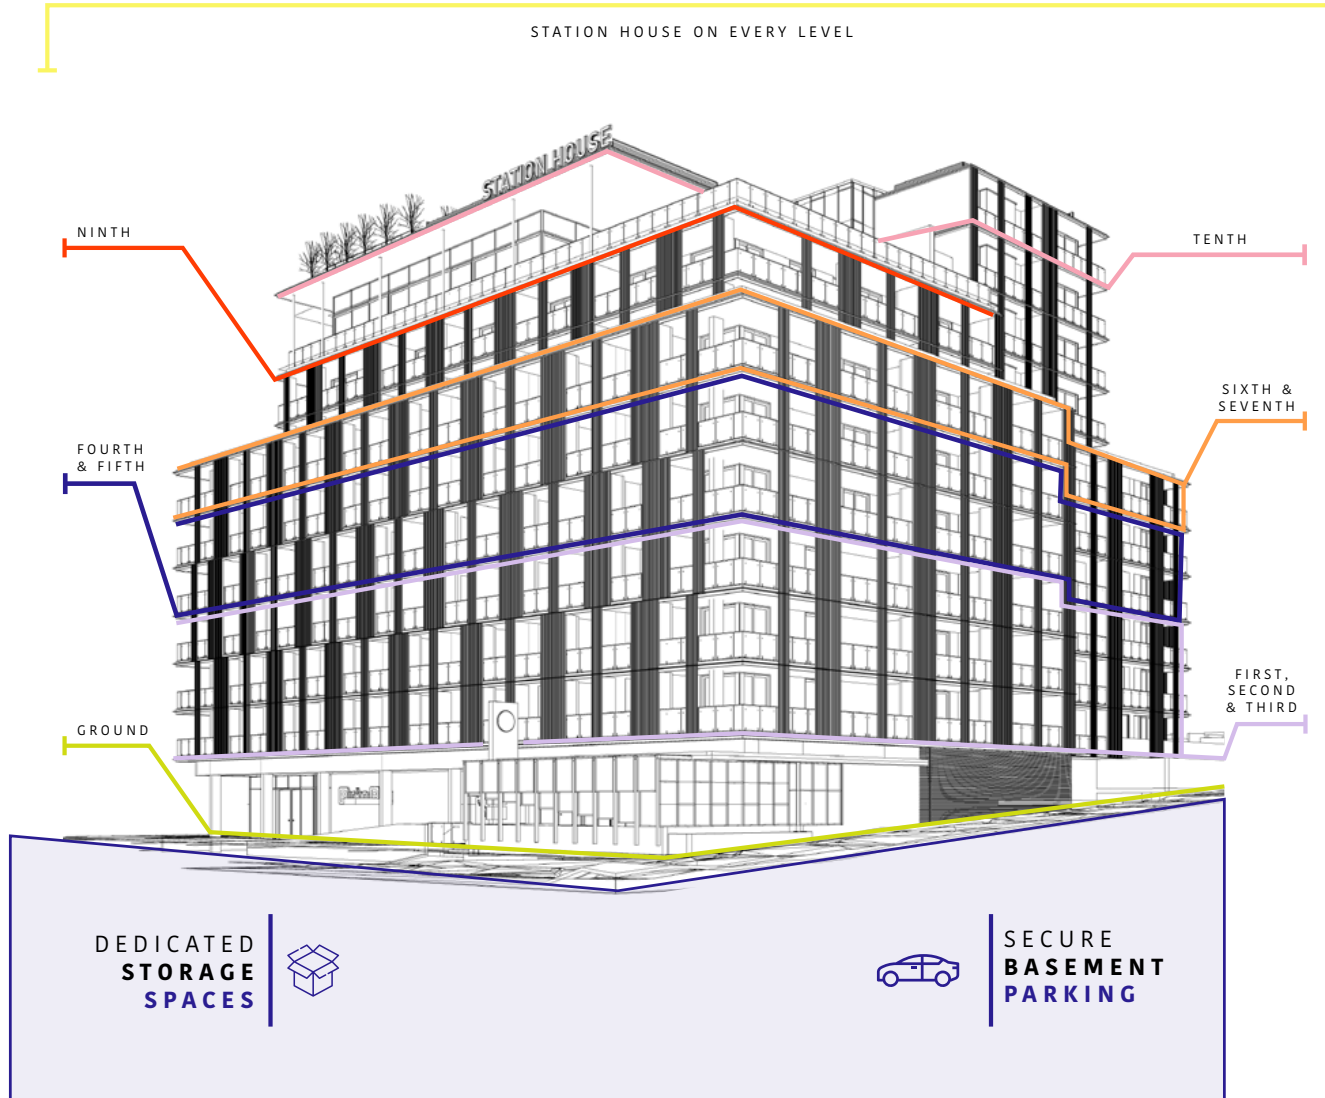 STATION HOUSE ON EVERY LEVEL
STATION HOUSE
NINTH
TENTH
SIXTH &
SEVENTH
FOURTH
& FIFTH
FIRST,
SECOND
& THIRD
GROUND
DEDICATED
STORAGE
SPACES
SECURE
BASEMENT
PARKING